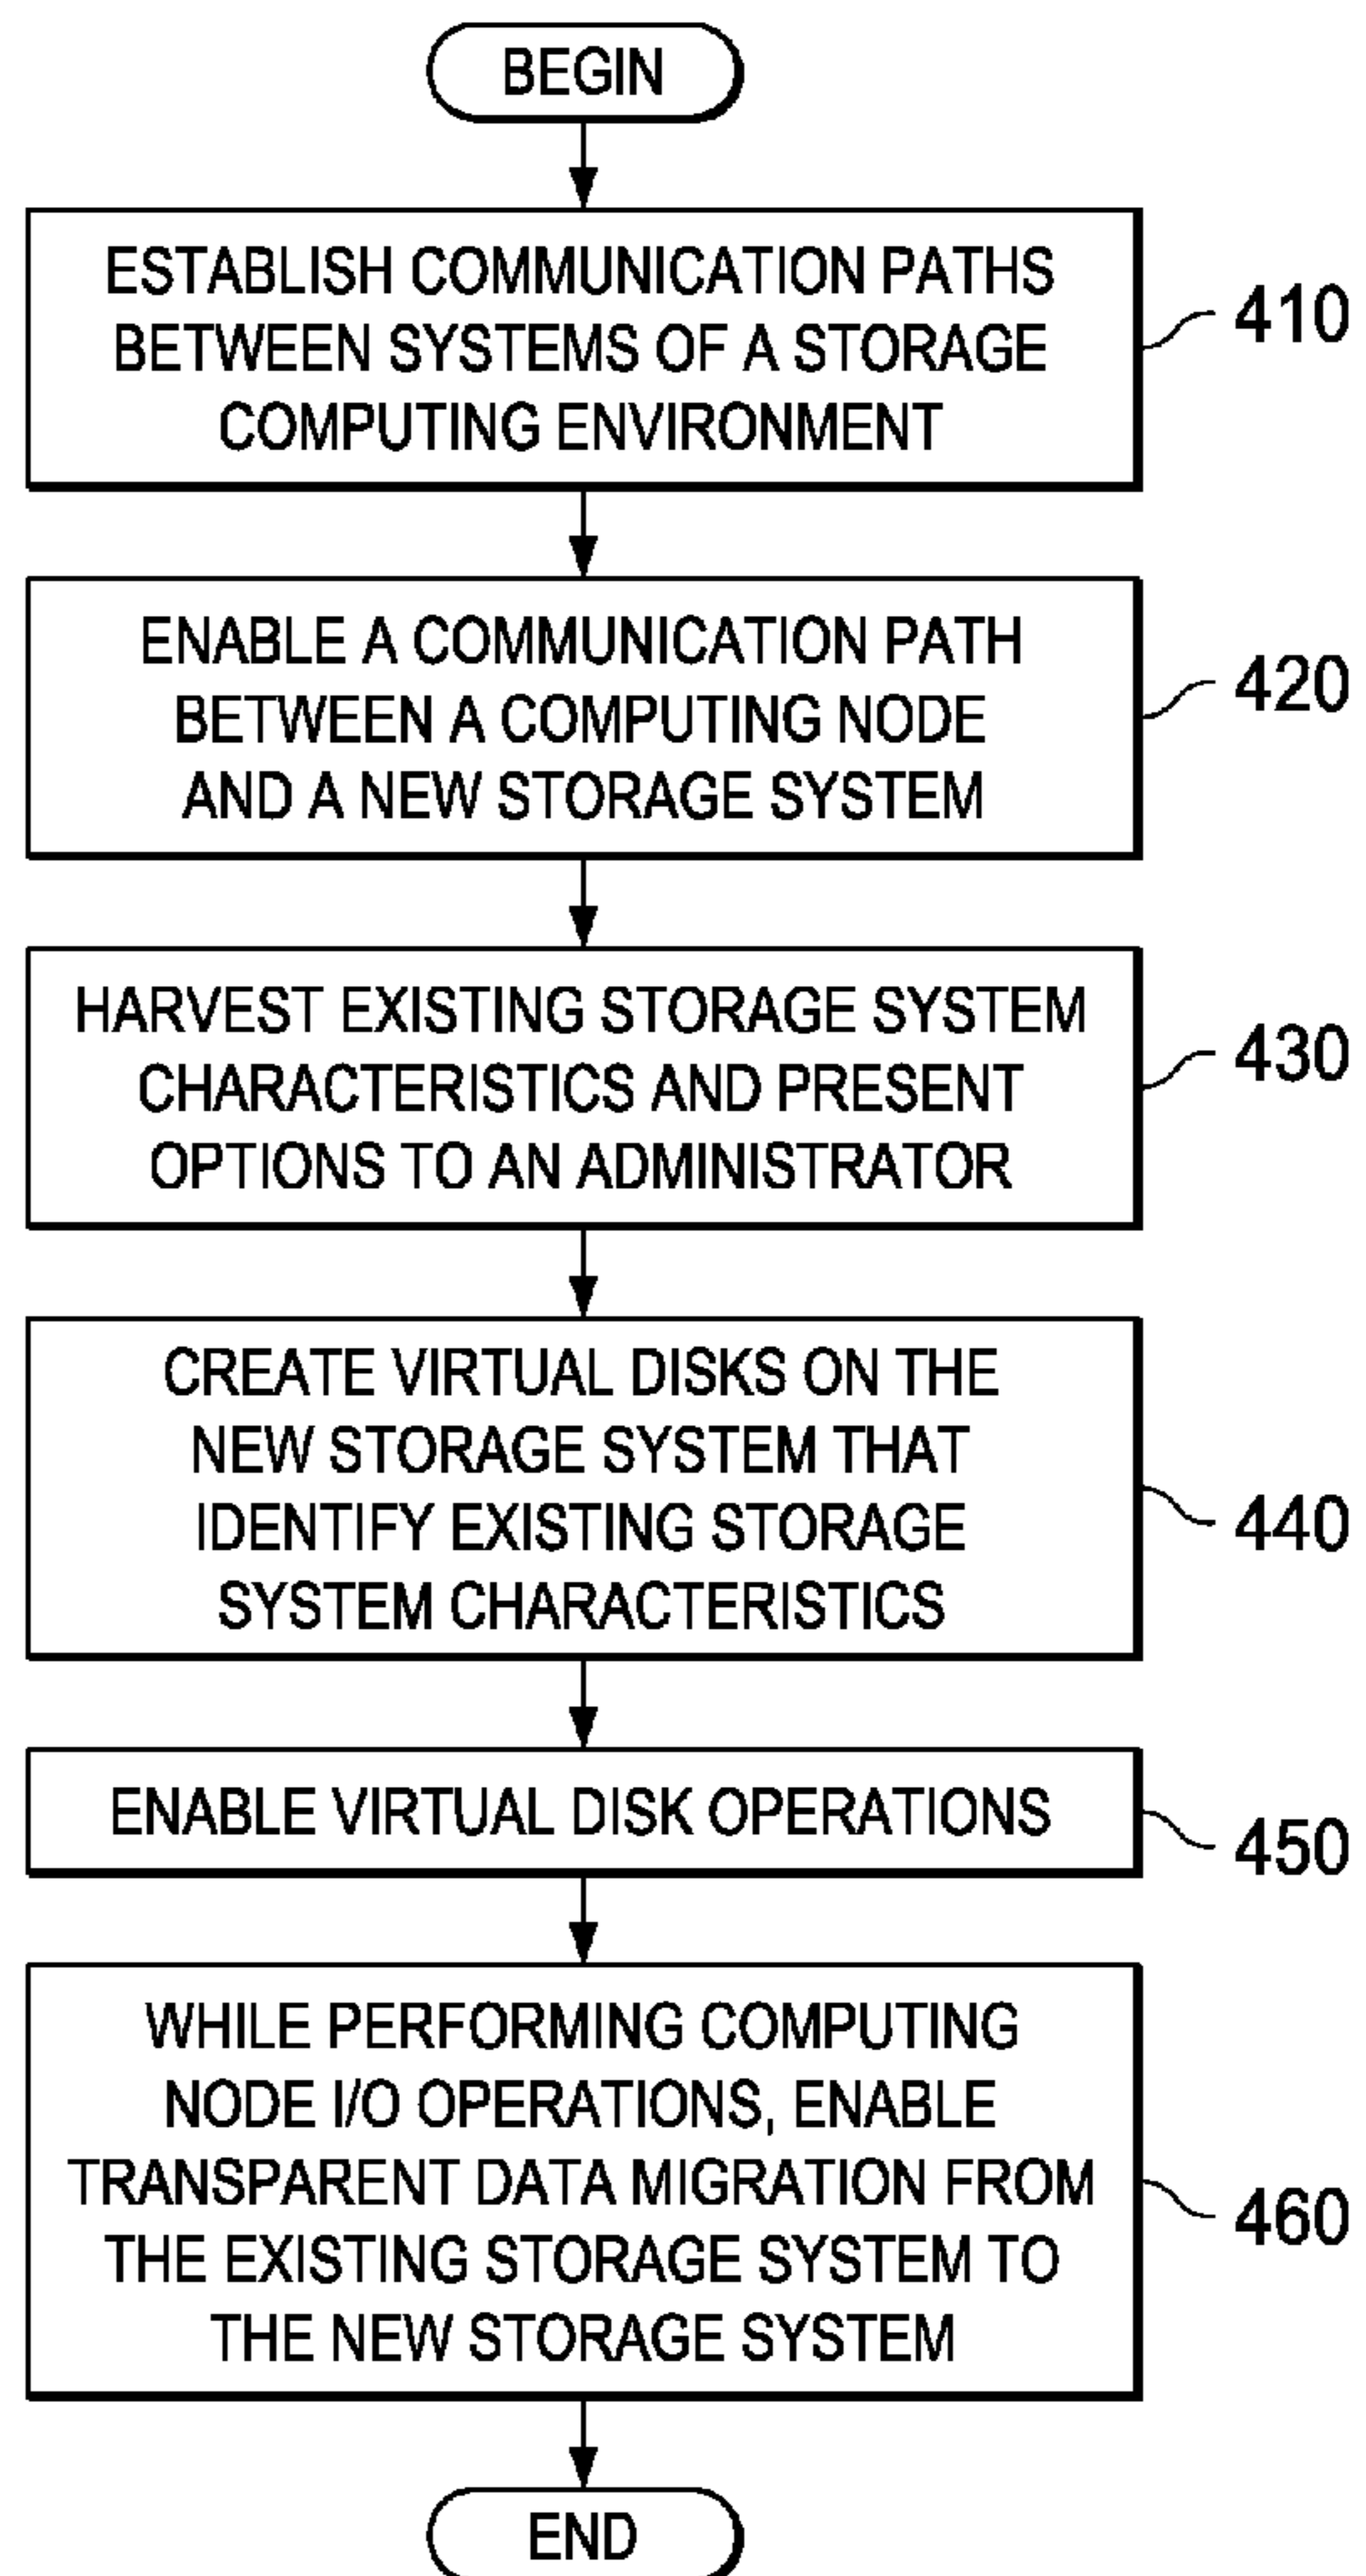 BEGIN
ESTABLISH COMMUNICATION PATHS
BETWEEN SYSTEMS OF A STORAGE
COMPUTING ENVIRONMENT
410
ENABLE A COMMUNICATION PATH
BETWEEN A COMPUTING NODE
AND A NEW STORAGE SYSTEM
420
HARVEST EXISTING STORAGE SYSTEM
CHARACTERISTICS AND PRESENT
OPTIONS TO AN ADMINISTRATOR
430
CREATE VIRTUAL DISKS ON THE
NEW STORAGE SYSTEM THAT
IDENTIFY EXISTING STORAGE
SYSTEM CHARACTERISTICS
440
ENABLE VIRTUAL DISK OPERATIONS
450
WHILE PERFORMING COMPUTING
NODE I/O OPERATIONS, ENABLE
TRANSPARENT DATA MIGRATION FROM
THE EXISTING STORAGE SYSTEM TO
THE NEW STORAGE SYSTEM
460
END